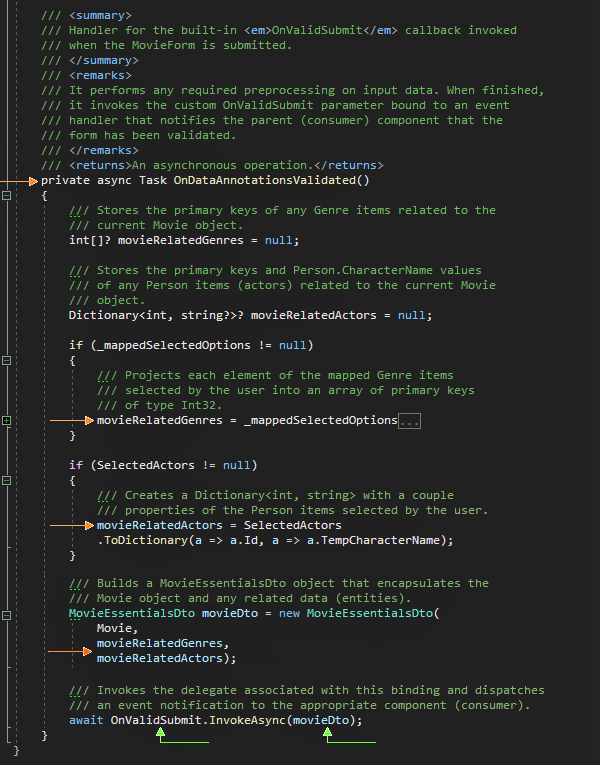 /// <summary>
/// Handler for the built-in <em>OnValidSubmit</em> callback invoked
/// when the MovieForm is submitted.
/// </summary>
/// <remarks>
/// It performs any required preprocessing on input data. When finished,
/// it invokes the custom OnValidSubmit parameter bound to an event
/// handler that notifies the parent (consumer) component that the
/// form has been validated.
/// </remarks>
/// <returns>An asynchronous operation.</returns>
private async Task OnDataAnnotationsValidated()
{
/// Stores the primary keys of any Genre items related to the
/// current Movie object.
int[]? movieRelatedGenres = null;
/// Stores the primary keys and Person.CharacterName values
/// of any Person items (actors) related to the current Movie
/// object.
Dictionary<int, string?>? movieRelatedActors = null;
if (_mappedSelectedOptions != null)
{
/// Projects each element of the mapped Genre items
/// selected by the user into an array of primary keys
/// of type Int32.
movieRelatedGenres = _mappedSelectedOptions...
}
if (SelectedActors != null)
{
/// Creates a Dictionary<int, string> with a couple
/// properties of the Person items selected by the user.
movieRelatedActors = SelectedActors
.ToDictionary(a => a.Id, a => a.TempCharacterName);
}
/// Builds a MovieEssentialsDto object that encapsulates the
/// Movie object and any related data (entities).
MovieEssentialsDto movieDto = new MovieEssentialsDto(
Movie,
movieRelatedGenres,
movieRelatedActors);
/// Invokes the delegate associated with this binding and dispatches
/// an event notification to the appropriate component (consumer).
await OnValidSubmit.InvokeAsync(movieDto);
}
}